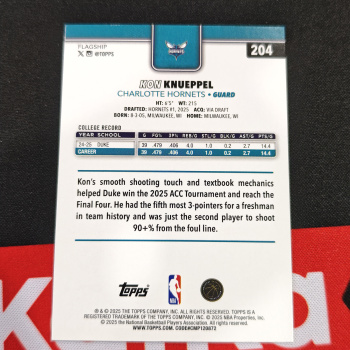 FLAGSHIP
@TOPPS
204
KON KNUEPPEL
CHARLOTTE HORNETS • GUARD
HT: 6'5" WT: 215
DRAFTED: HORNETS #1, 2025 ACQ: VIA DRAFT
BORN: 8-3-05, MILWAUKEE, WI HOME: MILWAUKEE, WI
COLLEGE RECORD
YEAR SCHOOL G FG% 3P% REB/G STL/G BLK/G AST/G PTS/G
24-25 DUKE 39 .479 .406 4.0 1.0 0.2 2.7 14.4
CAREER 39 .479 .406 4.0 1.0 0.2 2.7 14.4
Kon's smooth shooting touch and textbook mechanics
helped Duke win the 2025 ACC Tournament and reach the
Final Four. He had the fifth most 3-pointers for a freshman
in team history and was just the second player to shoot
90+% from the foul line.
Topps
NBA
® & © 2025 THE TOPPS COMPANY, INC. ALL RIGHTS RESERVED. TOPPS IS A
REGISTERED TRADEMARK OF THE TOPPS COMPANY, INC. © 2025 NBA Properties, Inc.
© 2025 the National Basketball Players Association. All rights reserved.
WWW.TOPPS.COM. CODE#CMP120872